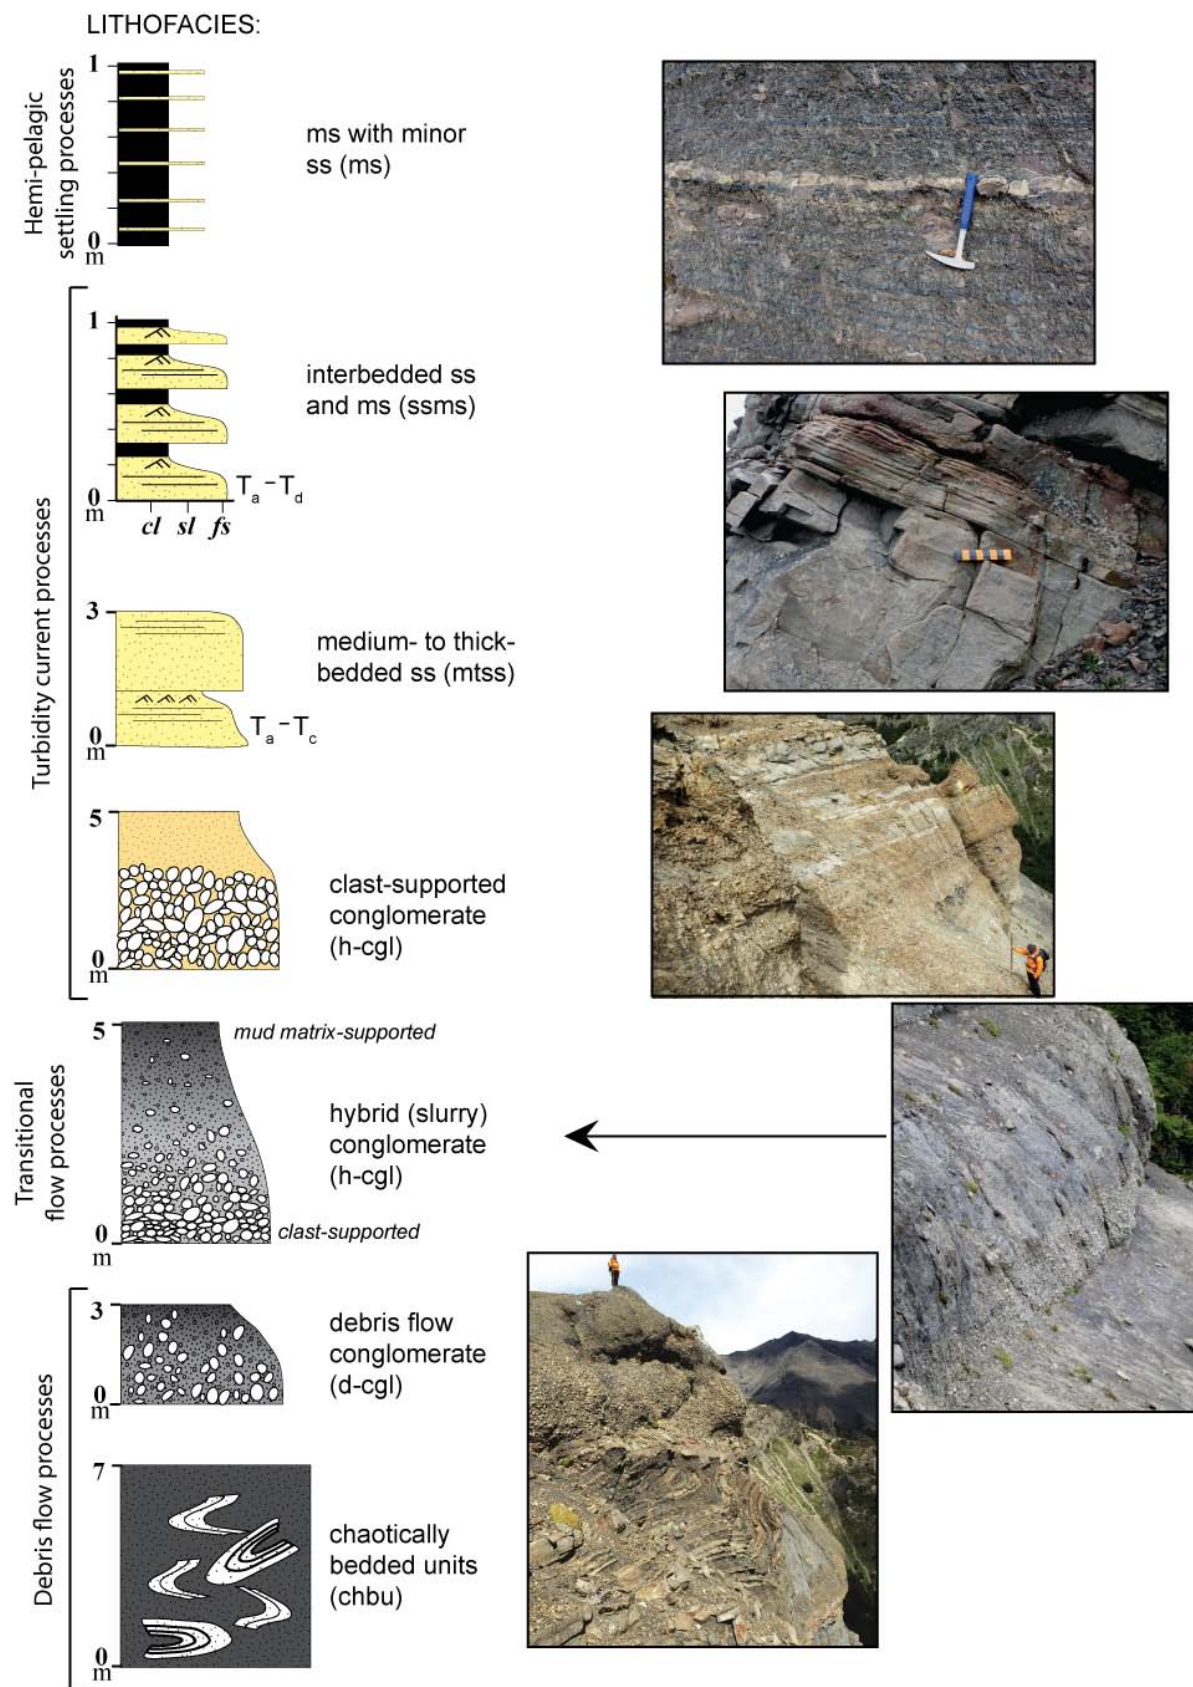 LITHOFACIES:
Hemi-pelagic
settling processes
1
0
m
ms with minor
ss (ms)
Turbidity current processes
1
0
m
cl sl fs
Ta – Td
interbedded ss
and ms (ssms)
3
0
m
Ta – Tc
medium- to thick-
bedded ss (mtss)
5
0
m
clast-supported
conglomerate
(h-cgl)
Transitional
flow processes
5
0
m
mud matrix-supported
hybrid (slurry)
conglomerate
(h-cgl)
clast-supported
Debris flow processes
3
0
m
debris flow
conglomerate
(d-cgl)
7
0
m
chaotically
bedded units
(chbu)